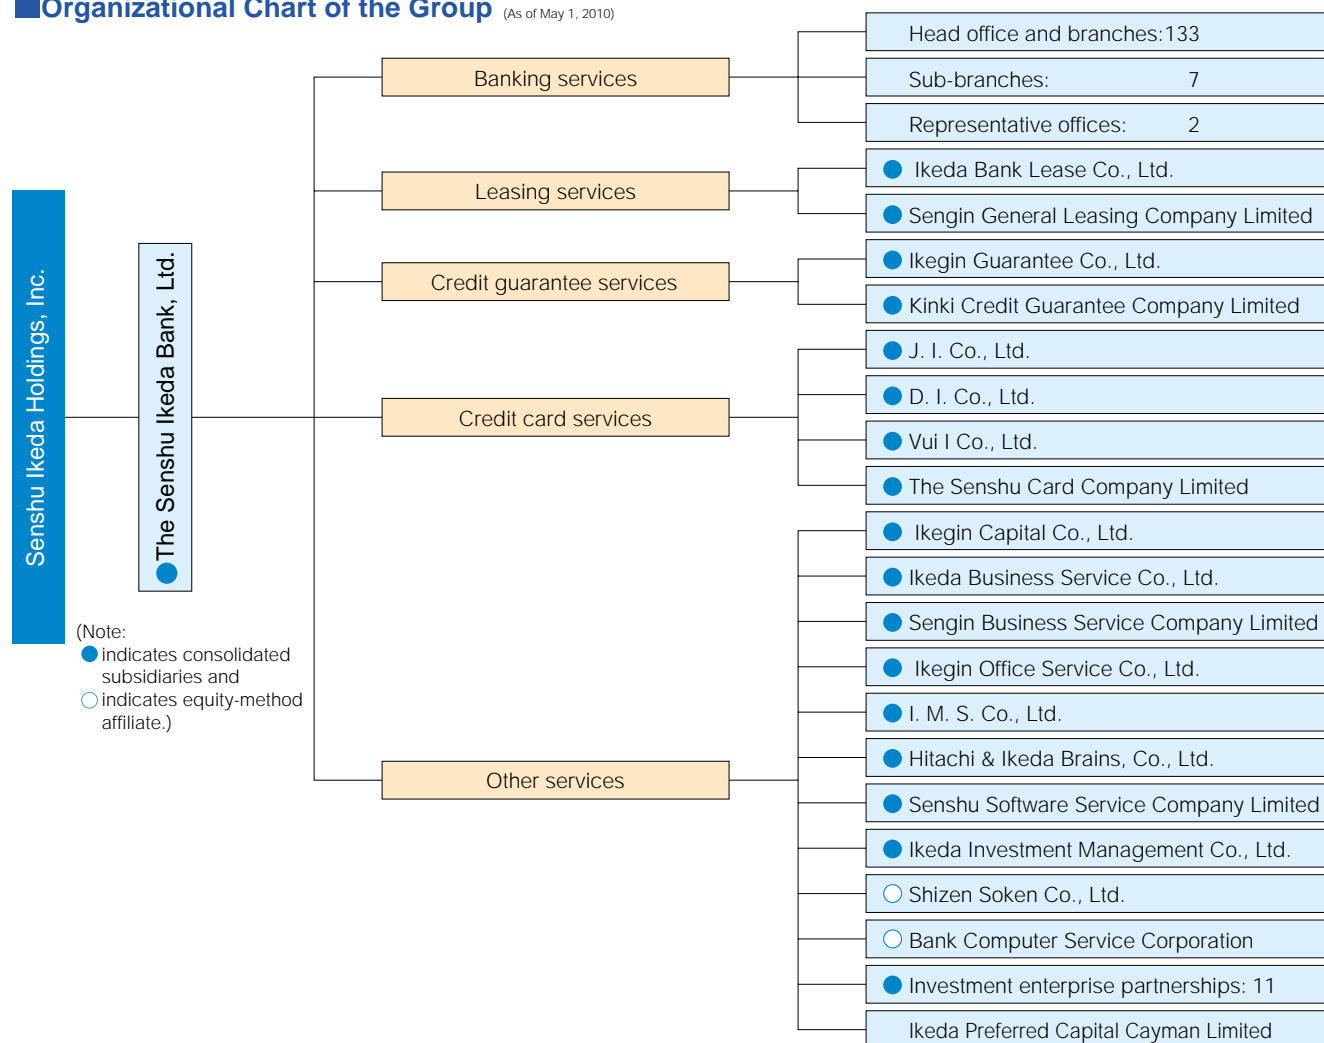 Organizational Chart of the Group (As of May 1, 2010)
Senshu Ikeda Holdings, Inc.
The Senshu Ikeda Bank, Ltd.
(Note:
indicates consolidated
subsidiaries and
indicates equity-method
affiliate.)
Banking services
Head office and branches:133
Sub-branches: 7
Representative offices: 2
Leasing services
Ikeda Bank Lease Co., Ltd.
Sengin General Leasing Company Limited
Credit guarantee services
Ikegin Guarantee Co., Ltd.
Kinki Credit Guarantee Company Limited
Credit card services
J. I. Co., Ltd.
D. I. Co., Ltd.
Vui I Co., Ltd.
The Senshu Card Company Limited
Other services
Ikegin Capital Co., Ltd.
Ikeda Business Service Co., Ltd.
Sengin Business Service Company Limited
Ikegin Office Service Co., Ltd.
I. M. S. Co., Ltd.
Hitachi & Ikeda Brains, Co., Ltd.
Senshu Software Service Company Limited
Ikeda Investment Management Co., Ltd.
Shizen Soken Co., Ltd.
Bank Computer Service Corporation
Investment enterprise partnerships: 11
Ikeda Preferred Capital Cayman Limited